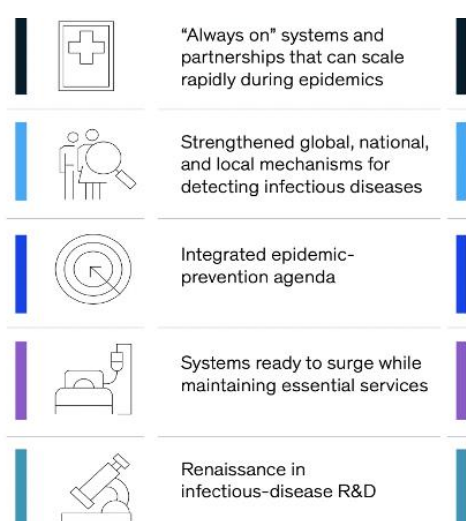 “Always on” systems and
partnerships that can scale
rapidly during epidemics
Strengthened global, national,
and local mechanisms for
detecting infectious diseases
Integrated epidemic-
prevention agenda
Systems ready to surge while
maintaining essential services
Renaissance in
infectious-disease R&D